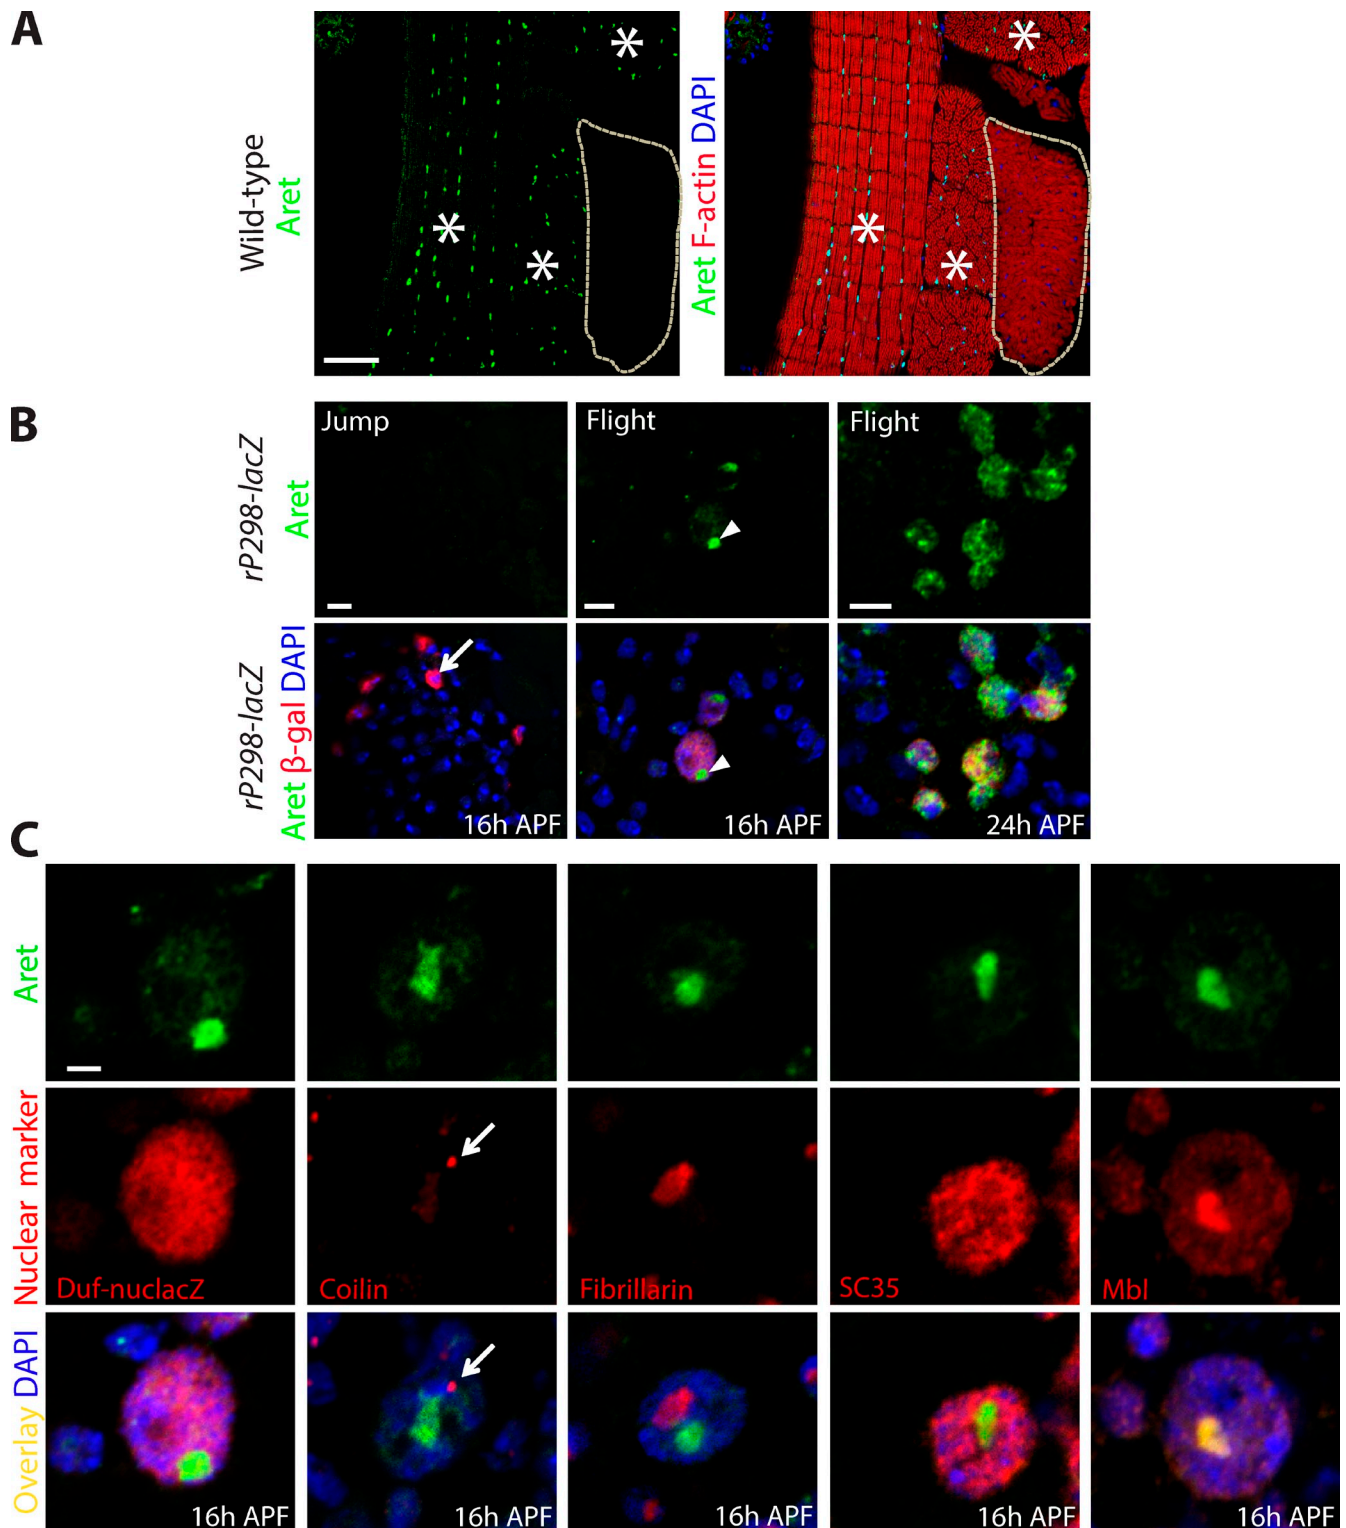 A
Wild-type
Aret
Aret F-actin DAPI
B
rP298-lacZ
Aret
Jump
Flight
Flight
rP298-lacZ
Aret β-gal DAPI
16h APF
16h APF
24h APF
C
Aret
Nuclear marker
Duf-nuclacZ
Coilin
Fibrillarin
SC35
Mbl
Overlay DAPI
16h APF
16h APF
16h APF
16h APF
16h APF